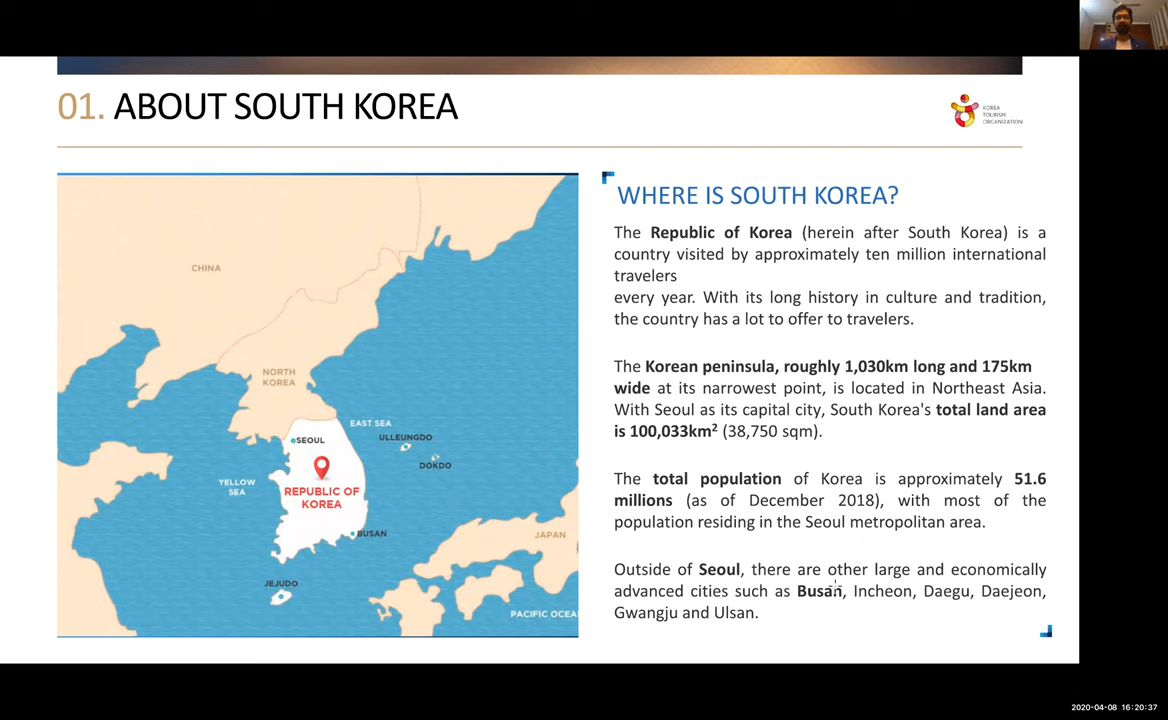 01. ABOUT SOUTH KOREA
KOREA
TOURISM
ORGANIZATION
CHINA
NORTH
KOREA
EAST SEA
ULLEUNGDO
SEOUL
DOKDO
YELLOW
SEA
REPUBLIC OF
KOREA
BUSAN
JAPAN
JEJUDO
PACIFIC OCEA
WHERE IS SOUTH KOREA?
The Republic of Korea (herein after South Korea) is a
country visited by approximately ten million international
travelers
every year. With its long history in culture and tradition,
the country has a lot to offer to travelers.
The Korean peninsula, roughly 1,030km long and 175km
wide at its narrowest point, is located in Northeast Asia.
With Seoul as its capital city, South Korea's total land area
is 100,033km² (38,750 sqm).
The total population of Korea is approximately 51.6
millions (as of December 2018), with most of the
population residing in the Seoul metropolitan area.
Outside of Seoul, there are other large and economically
advanced cities such as Busan, Incheon, Daegu, Daejeon,
Gwangju and Ulsan.
2020-04-08 16:20:37